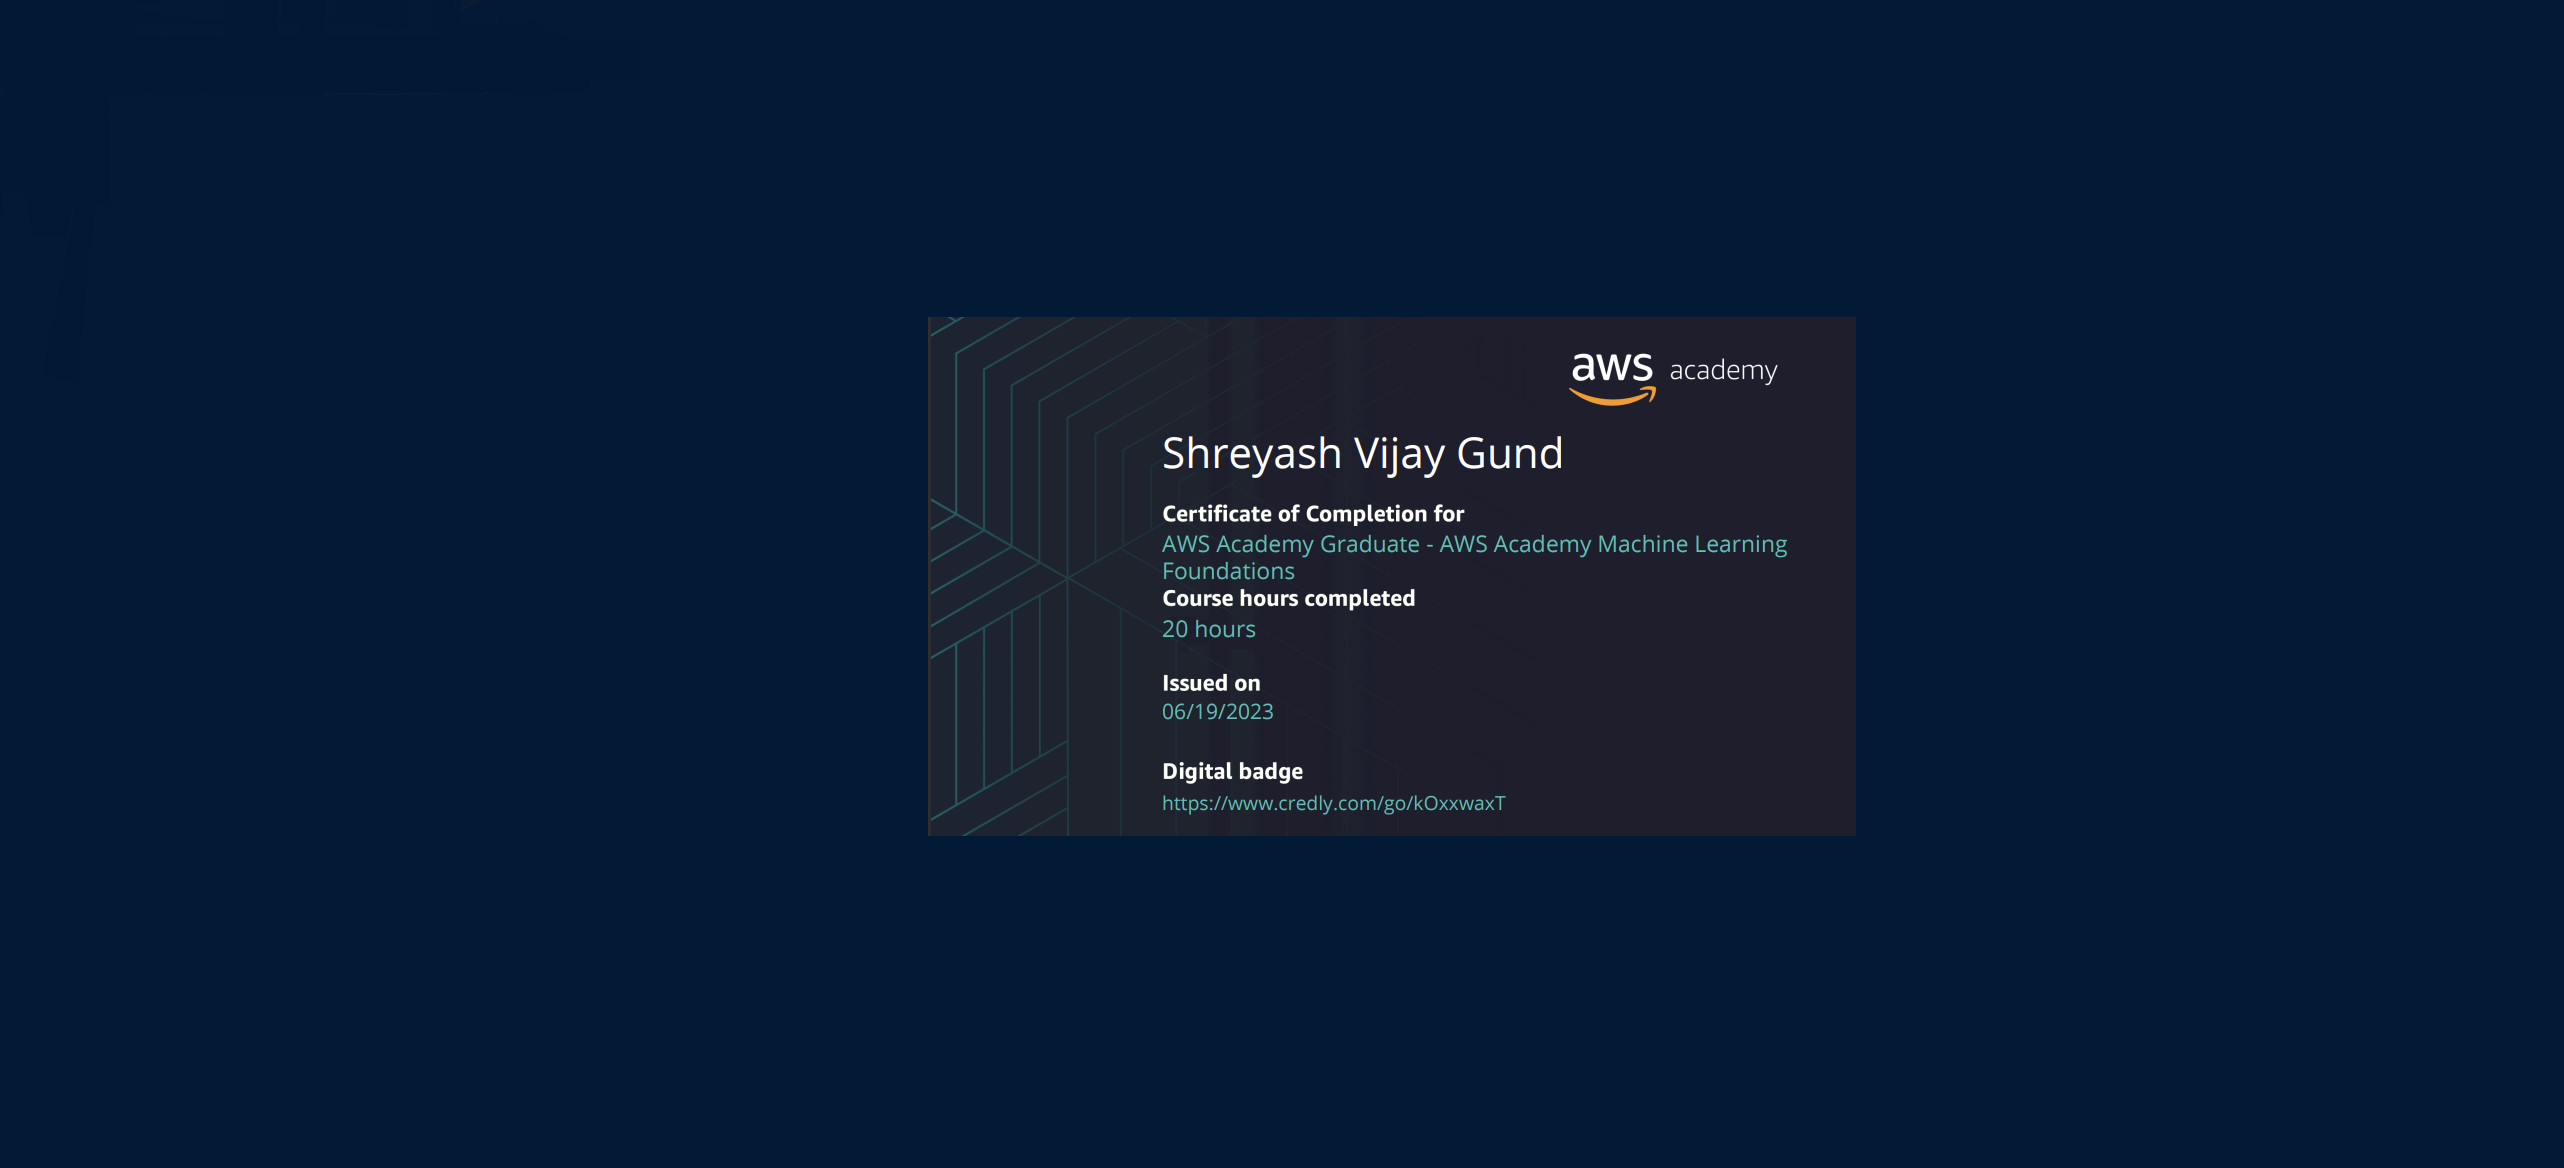 aws academy
Shreyash Vijay Gund
Certificate of Completion for
AWS Academy Graduate - AWS Academy Machine Learning
Foundations
Course hours completed
20 hours
Issued on
06/19/2023
Digital badge
https://www.credly.com/go/kOxxwaxT